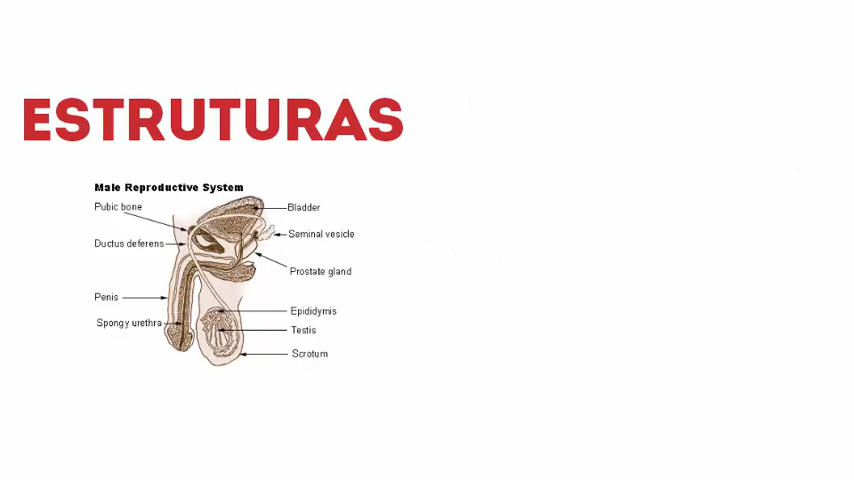 ESTRUTURAS
Male Reproductive System
Pubic bone
Bladder
Seminal vesicle
Ductus deferens
Prostate gland
Penis
Epididymis
Spongy urethra
Testis
Scrotum